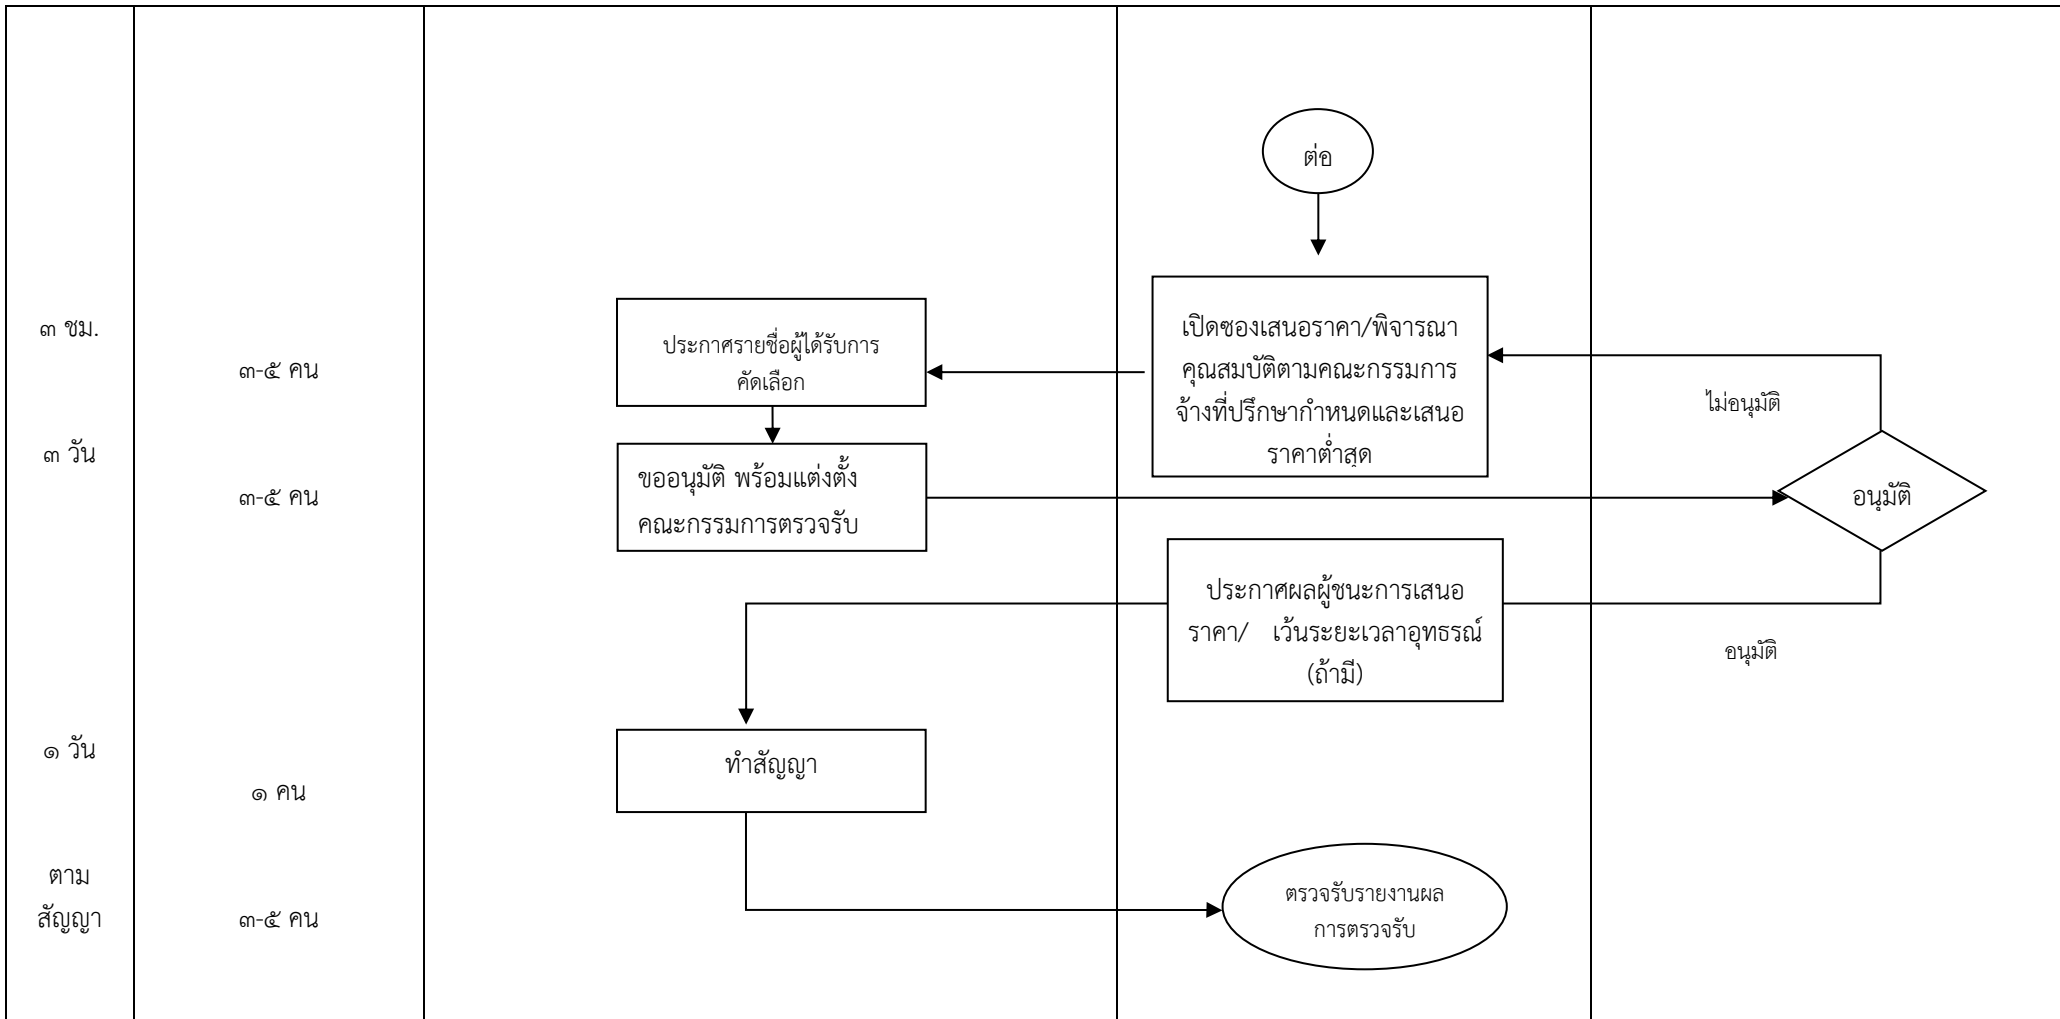 ต่อ
๓ ชม.
๓-๕ คน
ประกาศรายชื่อผู้ได้รับการ
คัดเลือก
เปิดซองเสนอราคา/พิจารณา
คุณสมบัติตามคณะกรรมการ
จ้างที่ปรึกษากำหนดและเสนอ
ราคาต่ำสุด
ไม่อนุมัติ
๓ วัน
๓-๕ คน
ขออนุมัติ พร้อมแต่งตั้ง
คณะกรรมการตรวจรับ
อนุมัติ
ประกาศผลผู้ชนะการเสนอ
ราคา/ เว้นระยะเวลาอุทธรณ์
(ถ้ามี)
อนุมัติ
๑ วัน
๑ คน
ทำสัญญา
ตาม
สัญญา
๓-๕ คน
ตรวจรับรายงานผล
การตรวจรับ